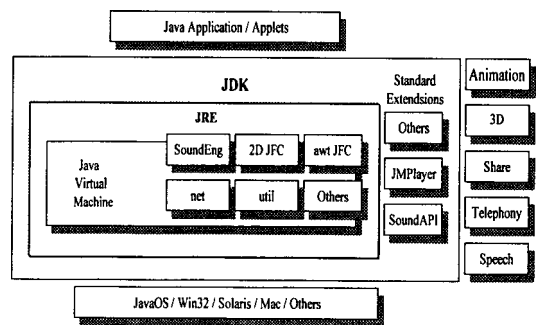 Java Application / Applets
JDK
Standard
Extendsions
JRE
SoundEng
2D JFC
awt JFC
Java
Virtual
Machine
net
util
Others
Others
JMPlayer
SoundAPI
Animation
3D
Share
Telephony
Speech
JavaOS / Win32 / Solaris / Mac / Others